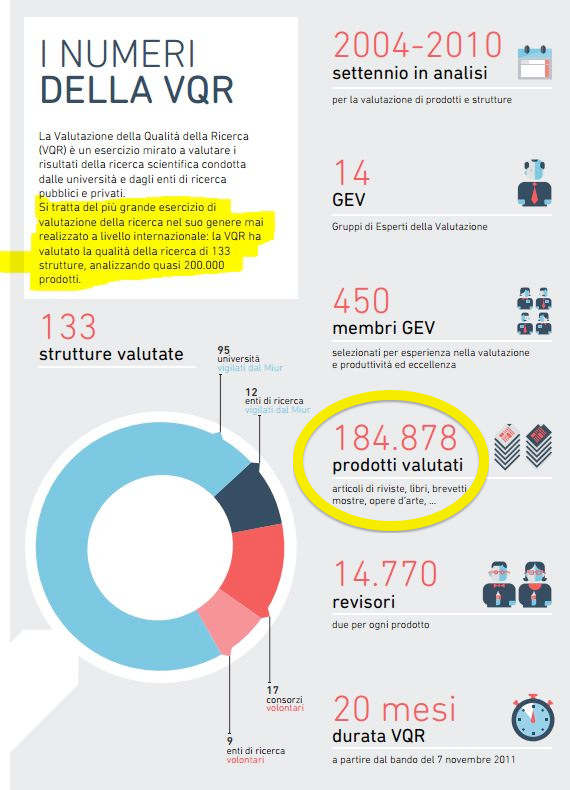 I NUMERI
DELLA VQR
La Valutazione della Qualità della Ricerca
(VQR) è un esercizio mirato a valutare i
risultati della ricerca scientifica condotta
dalle università e dagli enti di ricerca
pubblici e privati.
Si tratta del più grande esercizio di
valutazione della ricerca nel suo genere mai
realizzato a livello internazionale: la VQR ha
valutato la qualità della ricerca di 133
strutture, analizzando quasi 200.000
prodotti.
133
strutture valutate
95
università
vigilati dal Miur
12
enti di ricerca
vigilati dal Miur
17
consorzi
volontari
9
enti di ricerca
volontari
2004-2010
settennio in analisi
per la valutazione di prodotti e strutture
14
GEV
Gruppi di Esperti della Valutazione
450
membri GEV
selezionati per esperienza nella valutazione
e produttività ed eccellenza
184.878
prodotti valutati
articoli di riviste, libri, brevetti
mostre, opere d'arte, ...
14.770
revisori
due per ogni prodotto
20 mesi
durata VQR
a partire dal bando del 7 novembre 2011